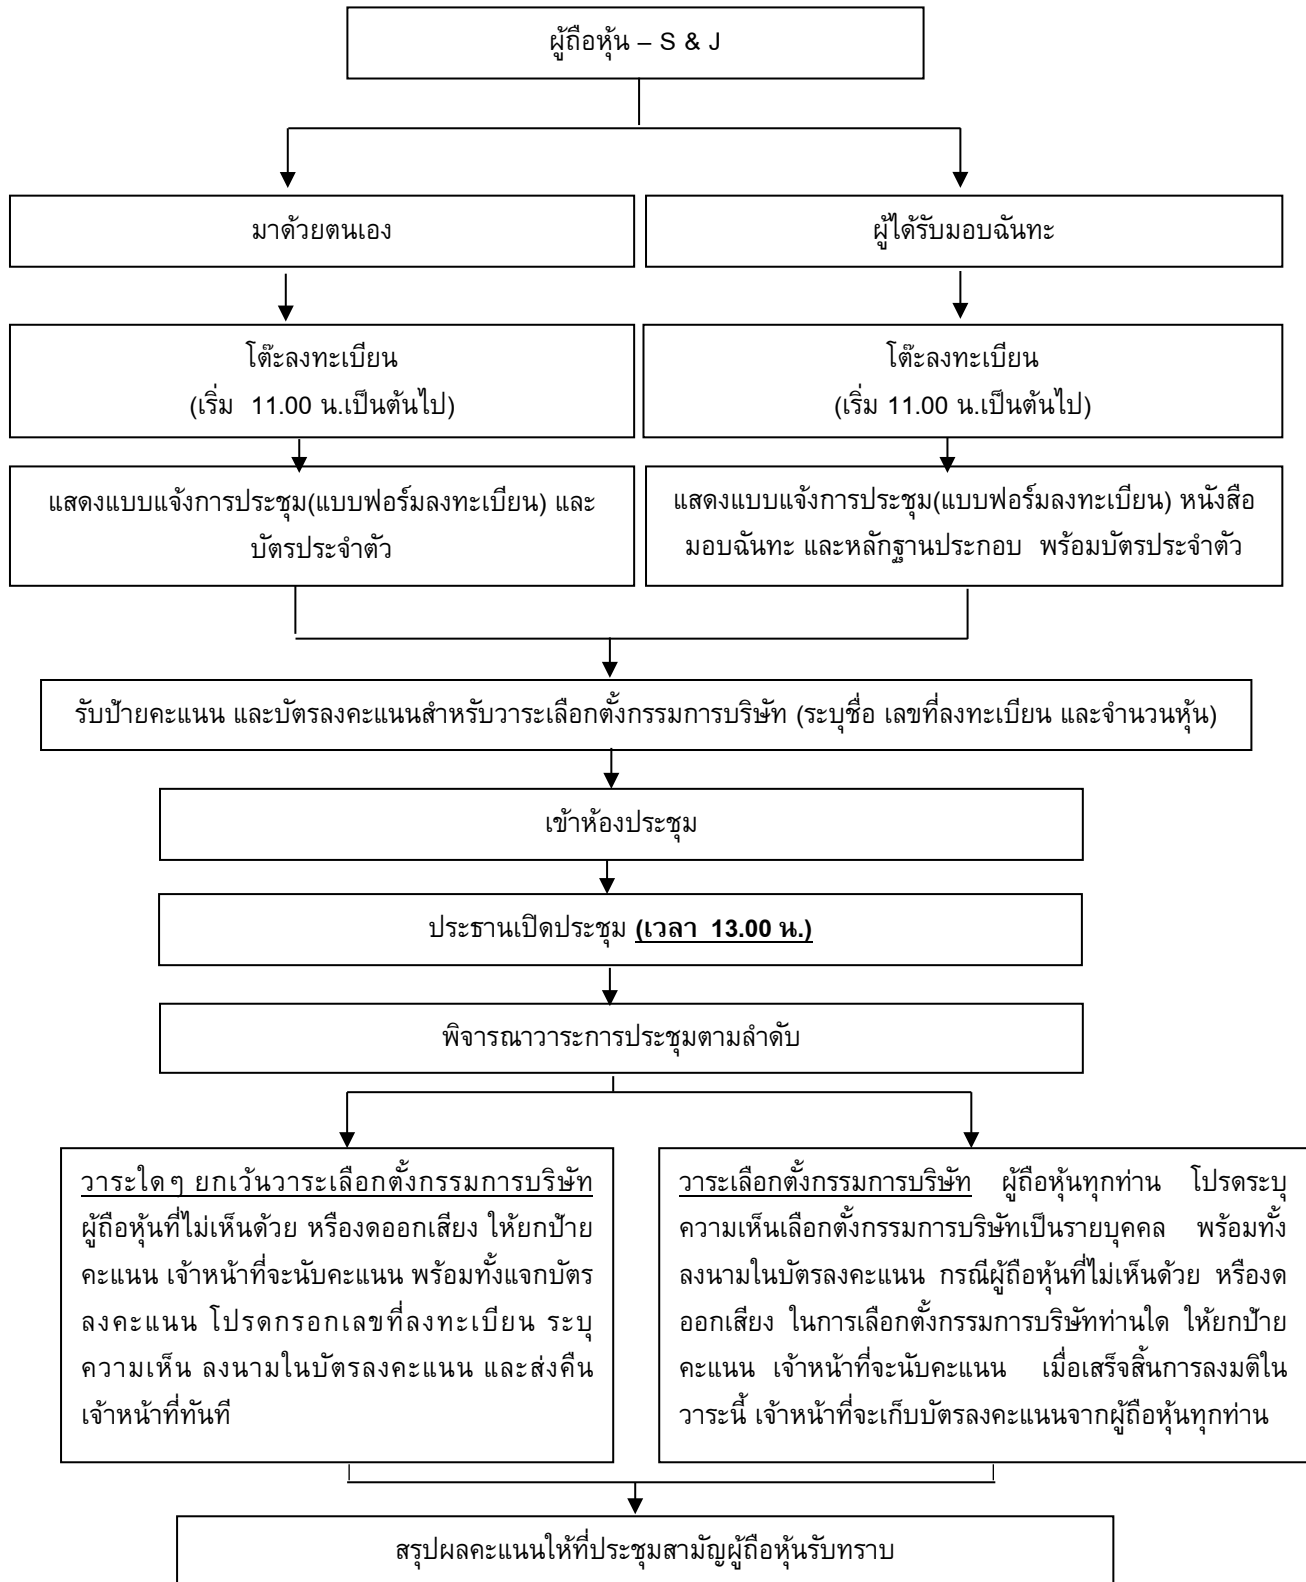 ผู้ถือหุ้น – S & J
มาด้วยตนเอง
ผู้ได้รับมอบฉันทะ
โต๊ะลงทะเบียน
(เริ่ม 11.00 น.เป็นต้นไป)
โต๊ะลงทะเบียน
(เริ่ม 11.00 น.เป็นต้นไป)
แสดงแบบแจ้งการประชุม(แบบฟอร์มลงทะเบียน) และ
บัตรประจำตัว
แสดงแบบแจ้งการประชุม(แบบฟอร์มลงทะเบียน) หนังสือ
มอบฉันทะ และหลักฐานประกอบ พร้อมบัตรประจำตัว
รับป้ายคะแนน และบัตรลงคะแนนสำหรับวาระเลือกตั้งกรรมการบริษัท (ระบุชื่อ เลขที่ลงทะเบียน และจำนวนหุ้น)
เข้าห้องประชุม
ประธานเปิดประชุม (เวลา 13.00 น.)
พิจารณาวาระการประชุมตามลำดับ
วาระใดๆ ยกเว้นวาระเลือกตั้งกรรมการบริษัท
ผู้ถือหุ้นที่ไม่เห็นด้วย หรืองดออกเสียง ให้ยกป้าย
คะแนน เจ้าหน้าที่จะนับคะแนน พร้อมทั้งแจกบัตร
ลงคะแนน โปรดกรอกเลขที่ลงทะเบียน ระบุ
ความเห็น ลงนามในบัตรลงคะแนน และส่งคืน
เจ้าหน้าที่ทันที
วาระเลือกตั้งกรรมการบริษัท ผู้ถือหุ้นทุกท่าน โปรดระบุ
ความเห็นเลือกตั้งกรรมการบริษัทเป็นรายบุคคล พร้อมทั้ง
ลงนามในบัตรลงคะแนน กรณีผู้ถือหุ้นที่ไม่เห็นด้วย หรืองด
ออกเสียง ในการเลือกตั้งกรรมการบริษัทท่านใด ให้ยกป้าย
คะแนน เจ้าหน้าที่จะนับคะแนน เมื่อเสร็จสิ้นการลงมติใน
วาระนี้ เจ้าหน้าที่จะเก็บบัตรลงคะแนนจากผู้ถือหุ้นทุกท่าน
สรุปผลคะแนนให้ที่ประชุมสามัญผู้ถือหุ้นรับทราบ